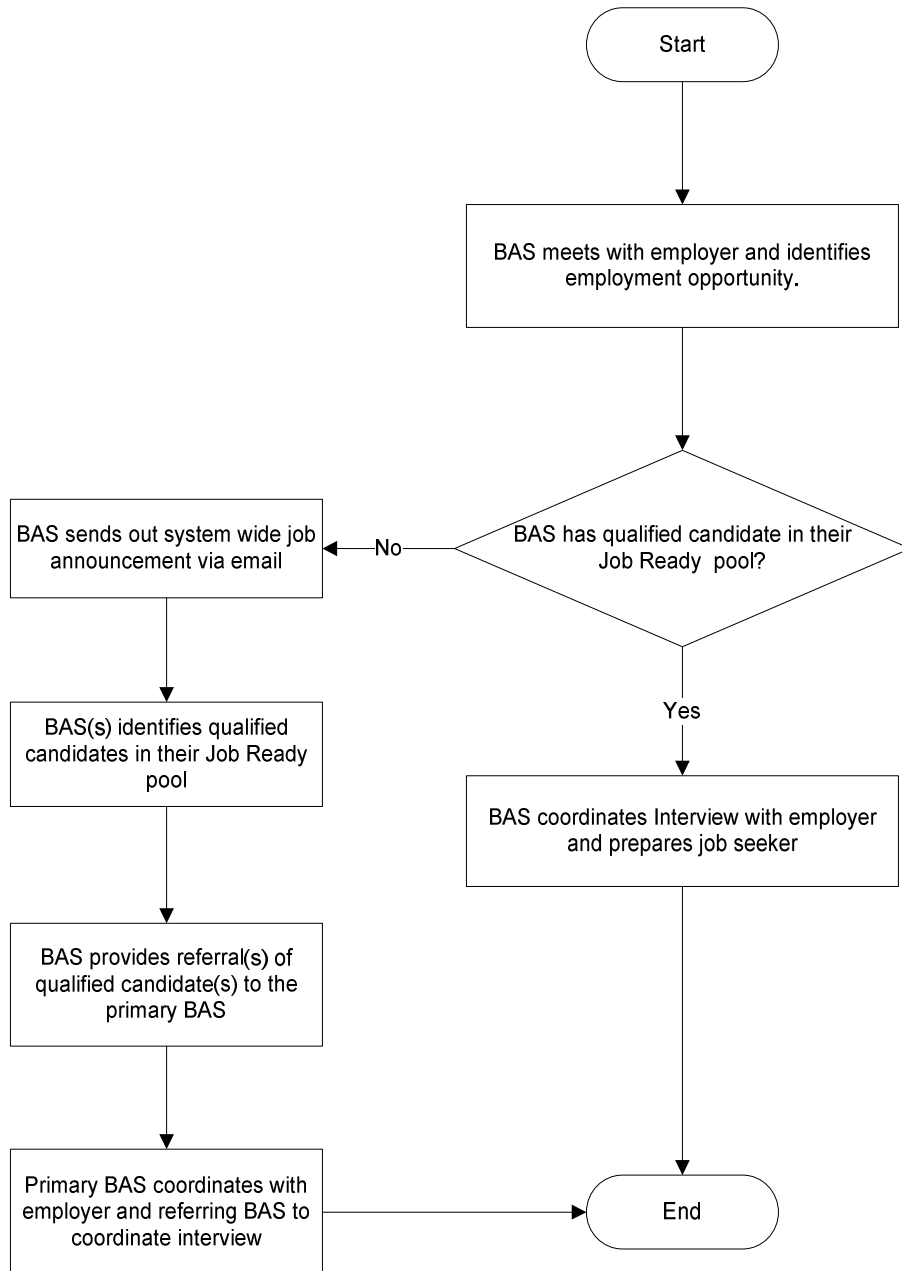 Start
BAS meets with employer and identifies
employment opportunity.
BAS has qualified candidate in their
Job Ready pool?
No
BAS sends out system wide job
announcement via email
BAS(s) identifies qualified
candidates in their Job Ready
pool
BAS provides referral(s) of
qualified candidate(s) to the
primary BAS
Primary BAS coordinates with
employer and referring BAS to
coordinate interview
Yes
BAS coordinates Interview with employer
and prepares job seeker
End